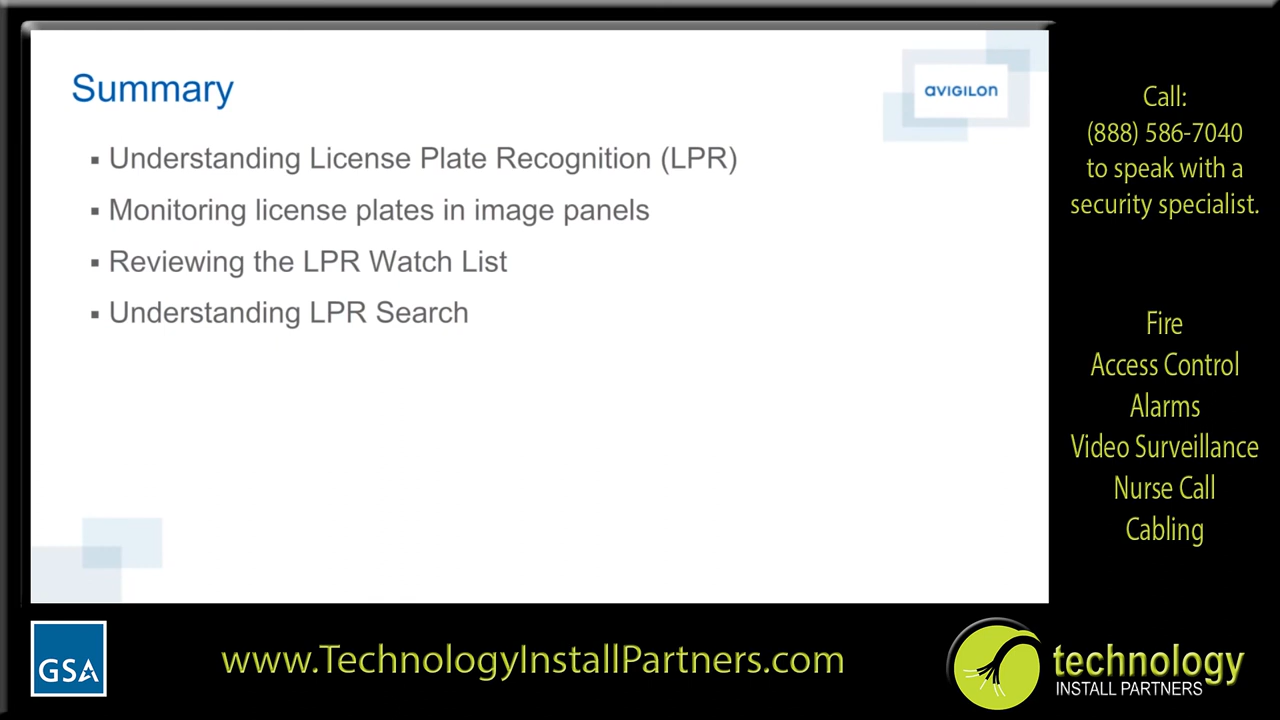 Summary
AVIGILON
▪ Understanding License Plate Recognition (LPR)
▪ Monitoring license plates in image panels
▪ Reviewing the LPR Watch List
▪ Understanding LPR Search
Call:
(888) 586-7040
to speak with a
security specialist.
Fire
Access Control
Alarms
Video Surveillance
Nurse Call
Cabling
GSA
www.TechnologyInstallPartners.com
technology
INSTALL PARTNERS